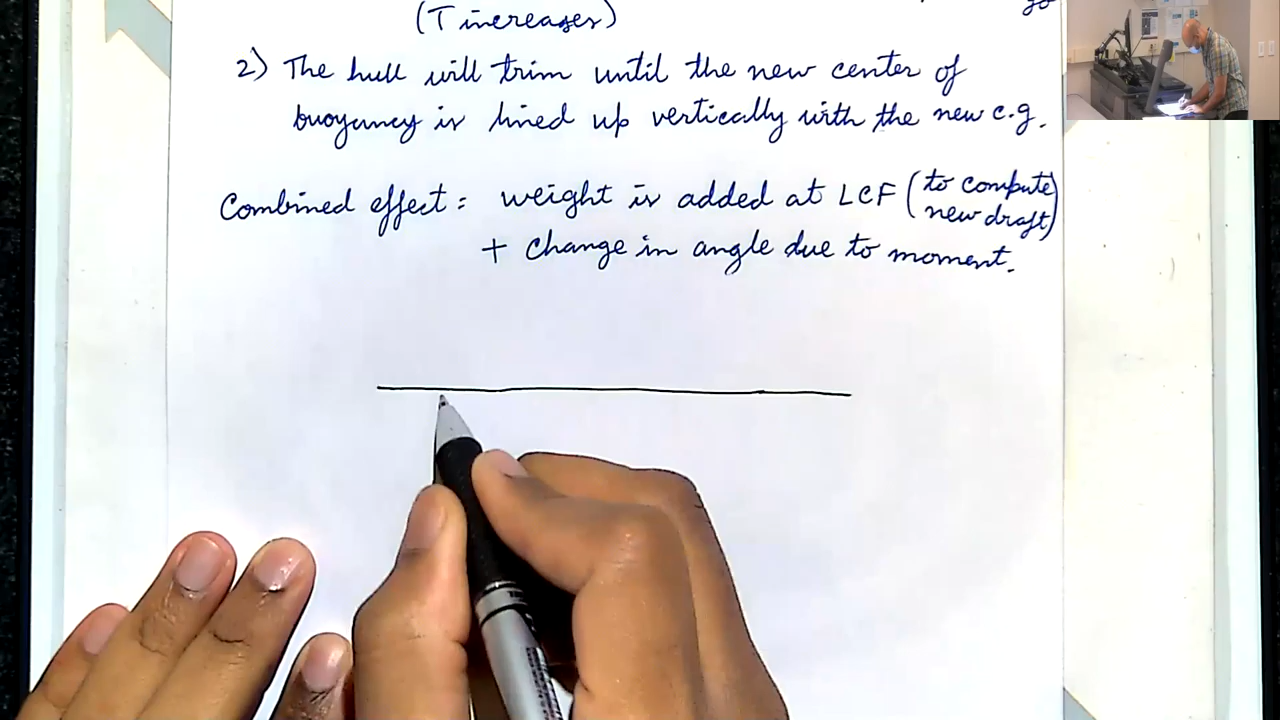 (T increases)
go
2) The hull will trim until the new center of
buoyancy is lined up vertically with the new c.g.
Combined effect: weight is added at LCF (to compute
new draft)
+ change in angle due to moment.